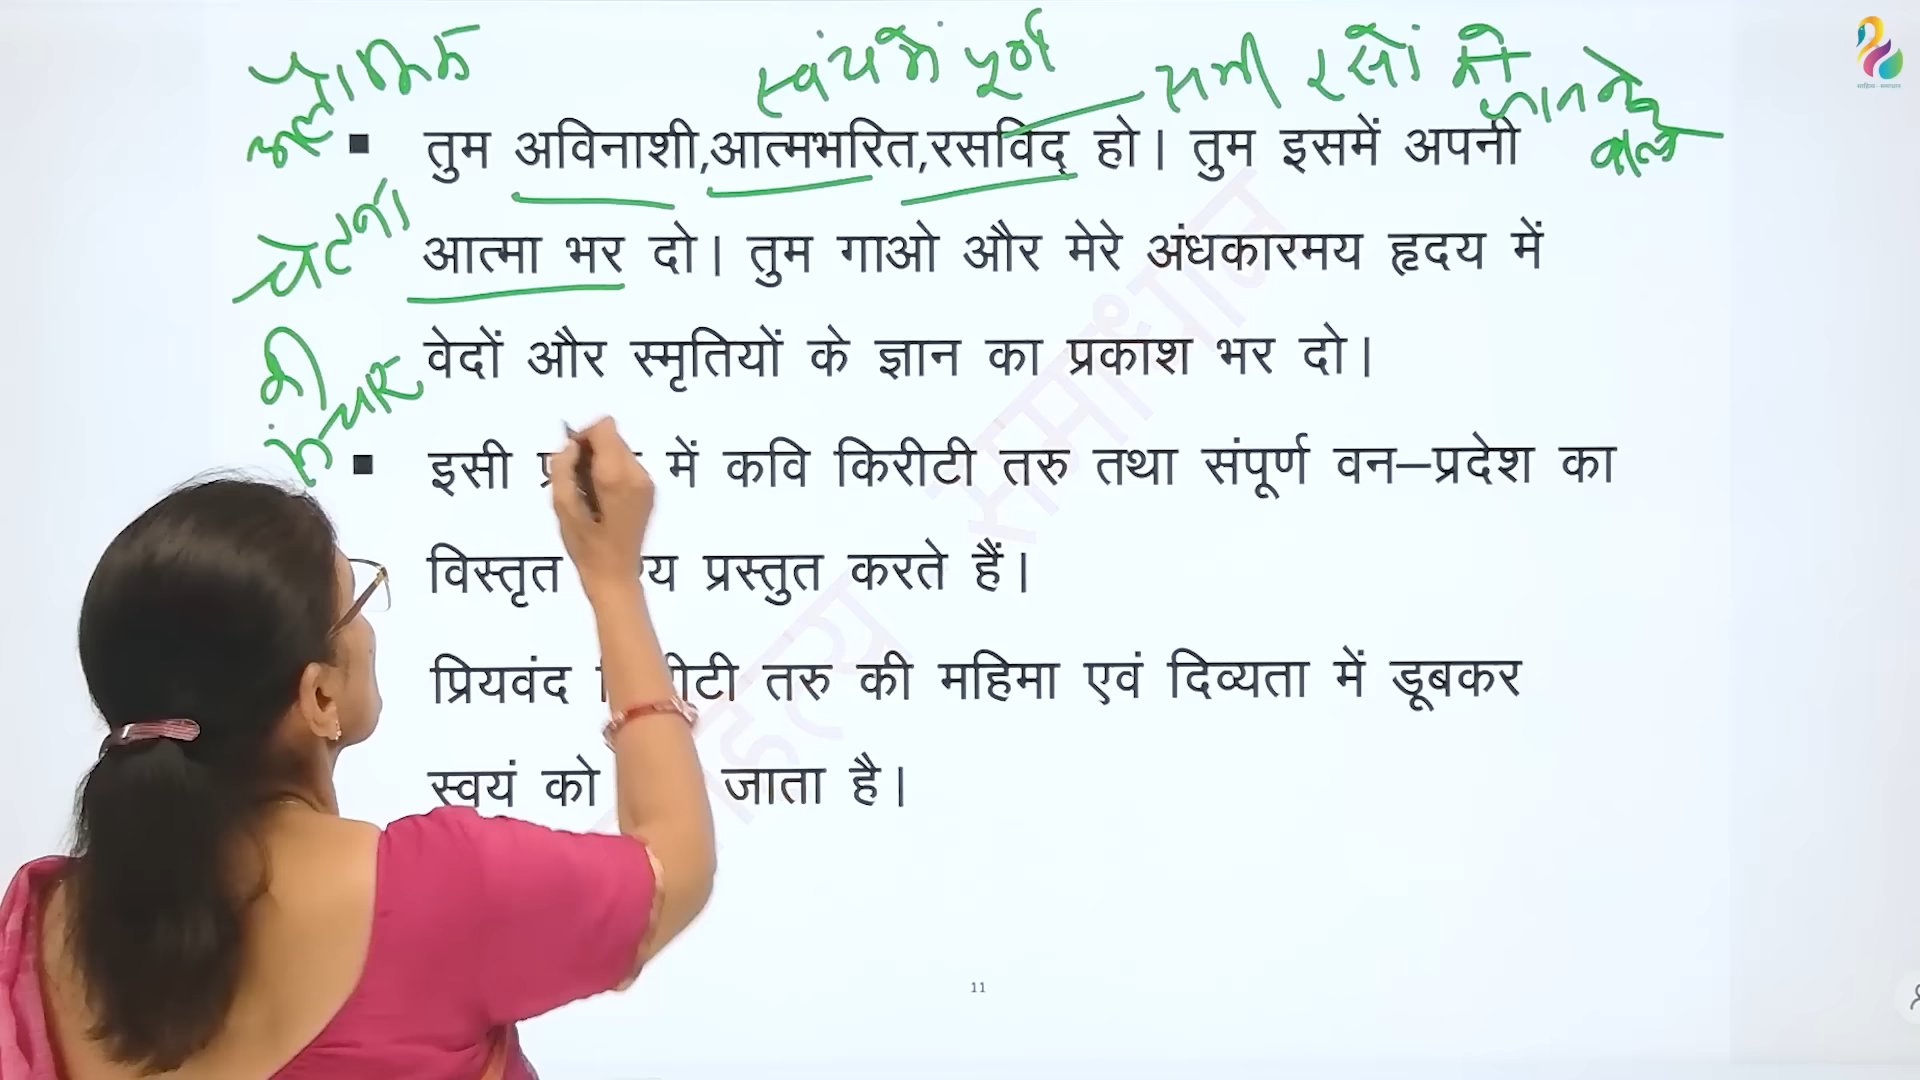 अलौकिक
स्वयं में पूर्ण
सभी रसों को
जानने
वाले
तुम अविनाशी,आत्मभरित,रसविद् हो। तुम इसमें अपनी
चेतना
आत्मा भर दो। तुम गाओ और मेरे अंधकारमय हृदय में
का
संचार
वेदों और स्मृतियों के ज्ञान का प्रकाश भर दो।
इसी में कवि किरीटी तरु तथा संपूर्ण वन–प्रदेश का
विस्तृत प्रस्तुत करते हैं।
प्रियवंद तरु की महिमा एवं दिव्यता में डूबकर
स्वयं को जाता है।
साहित्य समाधान
11